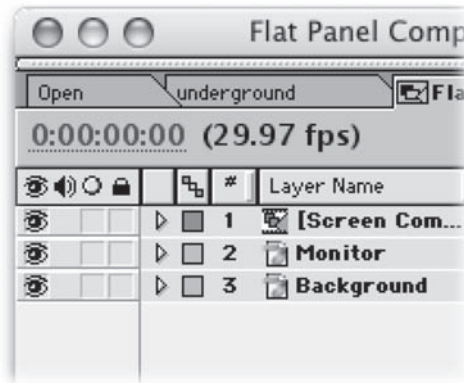 Flat Panel Comp
Open underground Fla
0:00:00:00 (29.97 fps)
# Layer Name
1 [Screen Com...
2 Monitor
3 Background